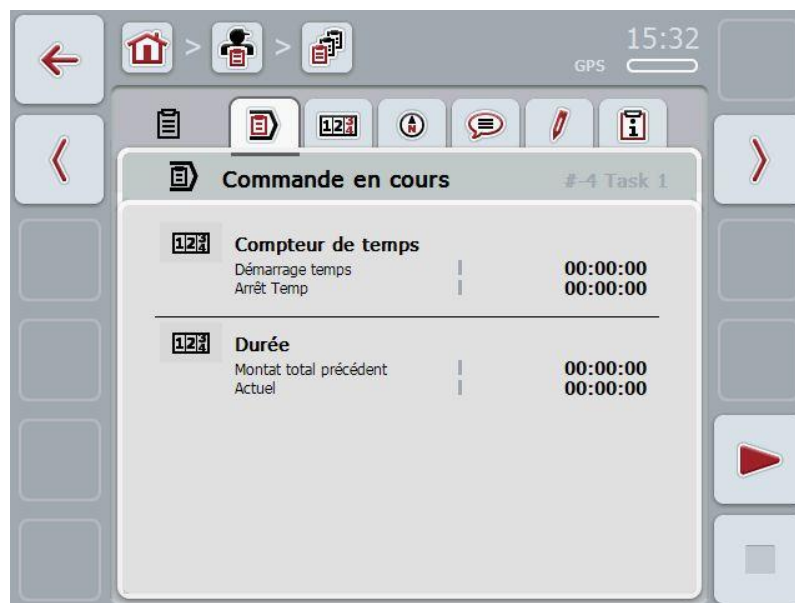 15:32
GPS
Commande en cours #-4 Task 1
Compteur de temps
Démarrage temps 00:00:00
Arrêt Temp 00:00:00
Durée
Montat total précédent 00:00:00
Actuel 00:00:00